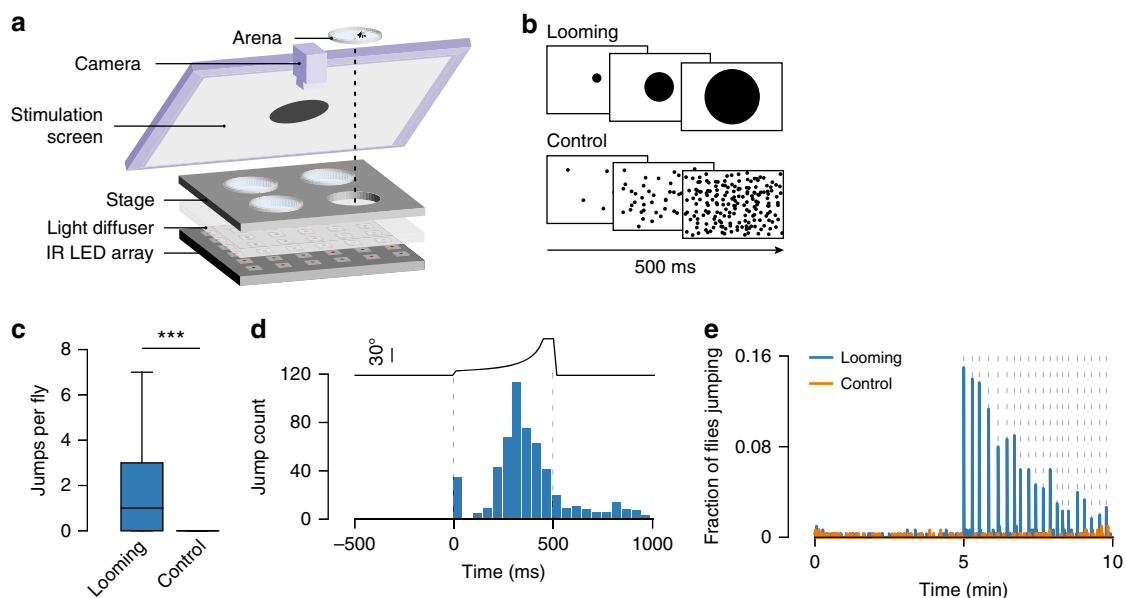 a
Arena
Camera
Stimulation
screen
Stage
Light diffuser
IR LED array
b
Looming
Control
500 ms
c
***
8
6
4
2
0
Jumps per fly
Looming
Control
d
30°
120
80
40
0
Jump count
–500
0
500
1000
Time (ms)
e
Looming
Control
0.16
0.08
0
Fraction of flies jumping
0
5
10
Time (min)